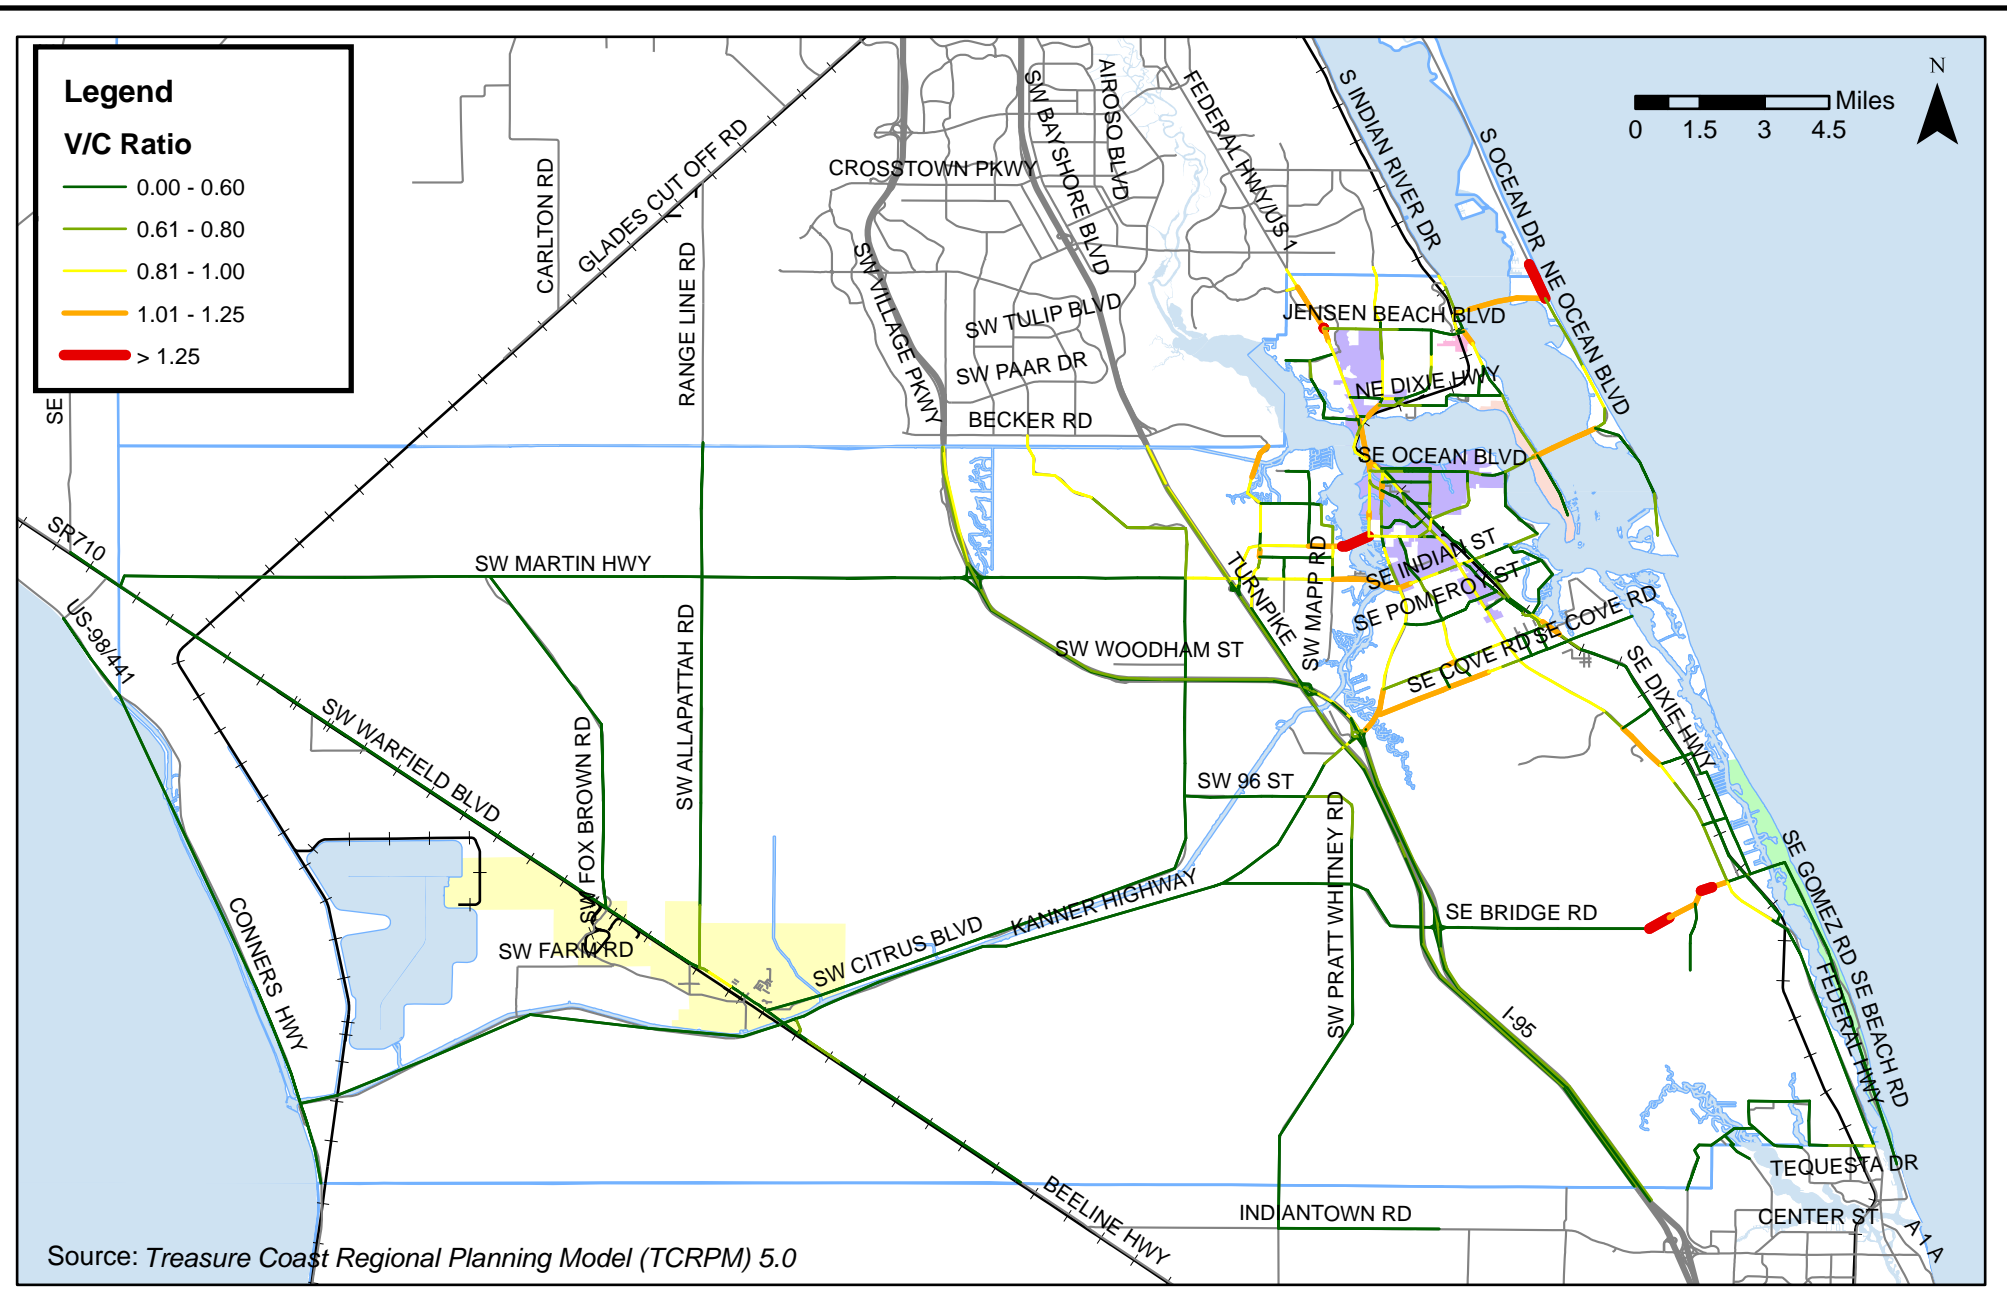 Legend
V/C Ratio
0.00 - 0.60
0.61 - 0.80
0.81 - 1.00
1.01 - 1.25
> 1.25
N
Miles
0 1.5 3 4.5
CARLTON RD
GLADES CUT OFF RD
RANGE LINE RD
CROSSTOWN PKWY
SW BAYSHORE BLVD
AIROSO BLVD
FEDERAL HWY/US 1
S INDIAN RIVER DR
S OCEAN DR
NE OCEAN BLVD
SW VILLAGE PKWY
SW TULIP BLVD
SW PAAR DR
BECKER RD
JENSEN BEACH BLVD
NE DIXIE HWY
SE OCEAN BLVD
SE
SR710
US-98/441
SW MARTIN HWY
SW ALLAPATTAH RD
SW WOODHAM ST
TURNPIKE
SW MAPP RD
SE INDIAN ST
SE POMEROY ST
SE COVE RD
SE COVE RD
SE DIXIE HWY
SW WARFIELD BLVD
SW FOX BROWN RD
SW 96 ST
SW PRATT WHITNEY RD
KANNER HIGHWAY
SW CITRUS BLVD
SW FARM RD
CONNERS HWY
SE BRIDGE RD
SE GOMEZ RD
SE BEACH RD
FEDERAL HWY
I-95
TEQUESTA DR
CENTER ST
A1A
INDIANTOWN RD
BEELINE HWY
Source: Treasure Coast Regional Planning Model (TCRPM) 5.0